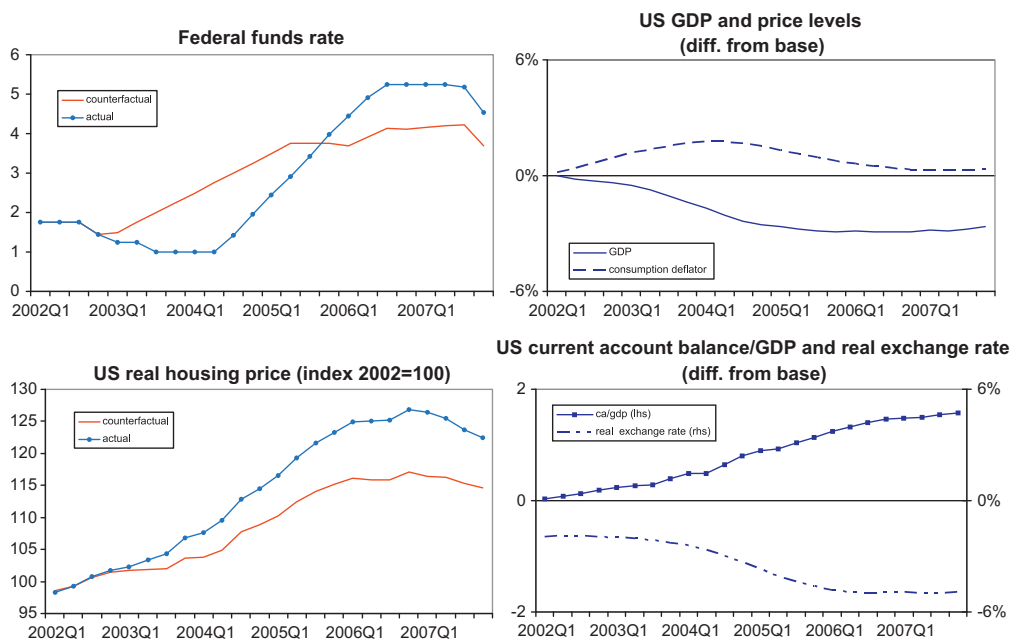 Federal funds rate
6
5
4
3
2
1
0
counterfactual
actual
2002Q1 2003Q1 2004Q1 2005Q1 2006Q1 2007Q1
US GDP and price levels
(diff. from base)
6%
0%
-6%
GDP
consumption deflator
2002Q1 2003Q1 2004Q1 2005Q1 2006Q1 2007Q1
US real housing price (index 2002=100)
130
125
120
115
110
105
100
95
counterfactual
actual
2002Q1 2003Q1 2004Q1 2005Q1 2006Q1 2007Q1
US current account balance/GDP and real exchange rate
(diff. from base)
2
0
-2
ca/gdp (lhs)
real exchange rate (rhs)
6%
0%
-6%
2002Q1 2003Q1 2004Q1 2005Q1 2006Q1 2007Q1